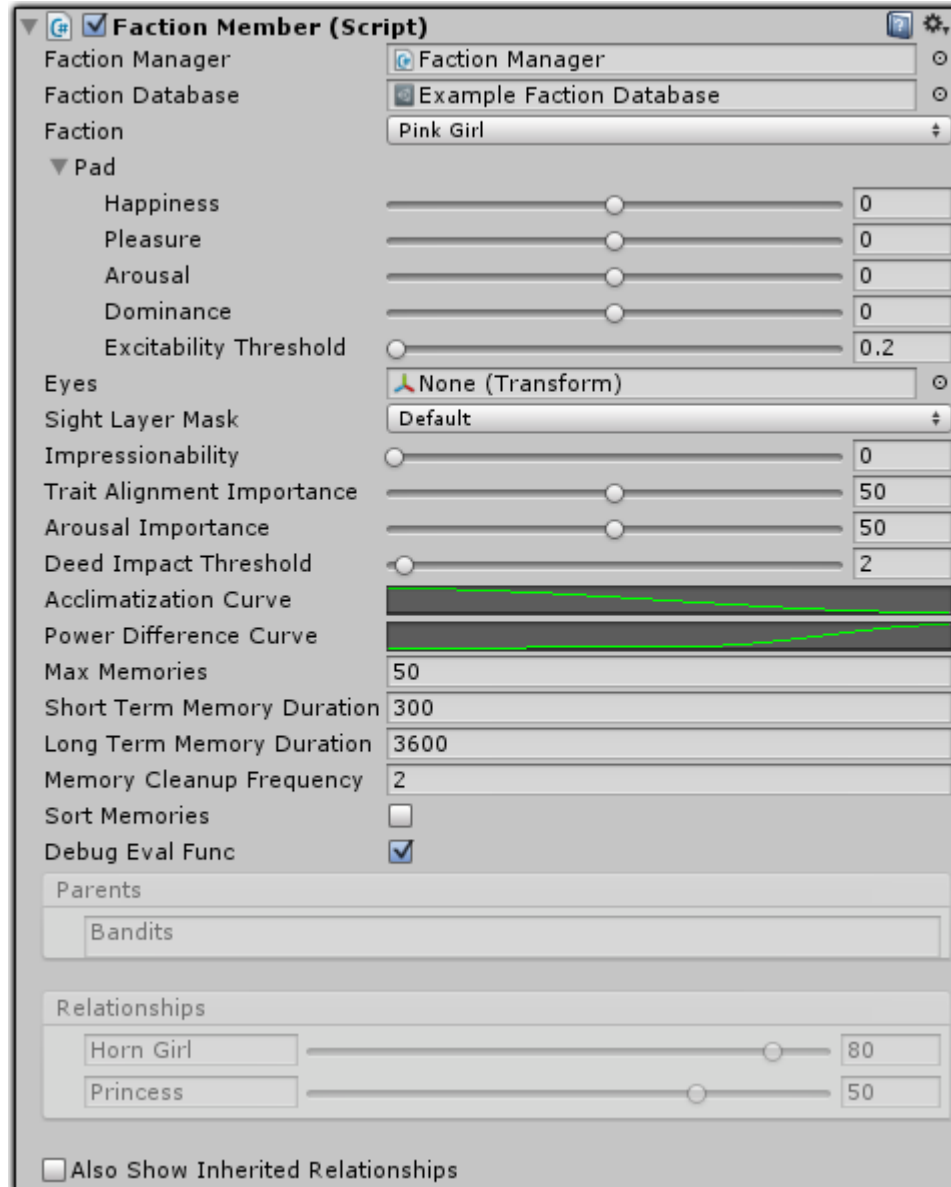 Faction Member (Script)
Faction Manager Faction Manager
Faction Database Example Faction Database
Faction Pink Girl
Pad
Happiness 0
Pleasure 0
Arousal 0
Dominance 0
Excitability Threshold 0.2
Eyes None (Transform)
Sight Layer Mask Default
Impressionability 0
Trait Alignment Importance 50
Arousal Importance 50
Deed Impact Threshold 2
Acclimatization Curve
Power Difference Curve
Max Memories 50
Short Term Memory Duration 300
Long Term Memory Duration 3600
Memory Cleanup Frequency 2
Sort Memories
Debug Eval Func
Parents
Bandits
Relationships
Horn Girl 80
Princess 50
Also Show Inherited Relationships